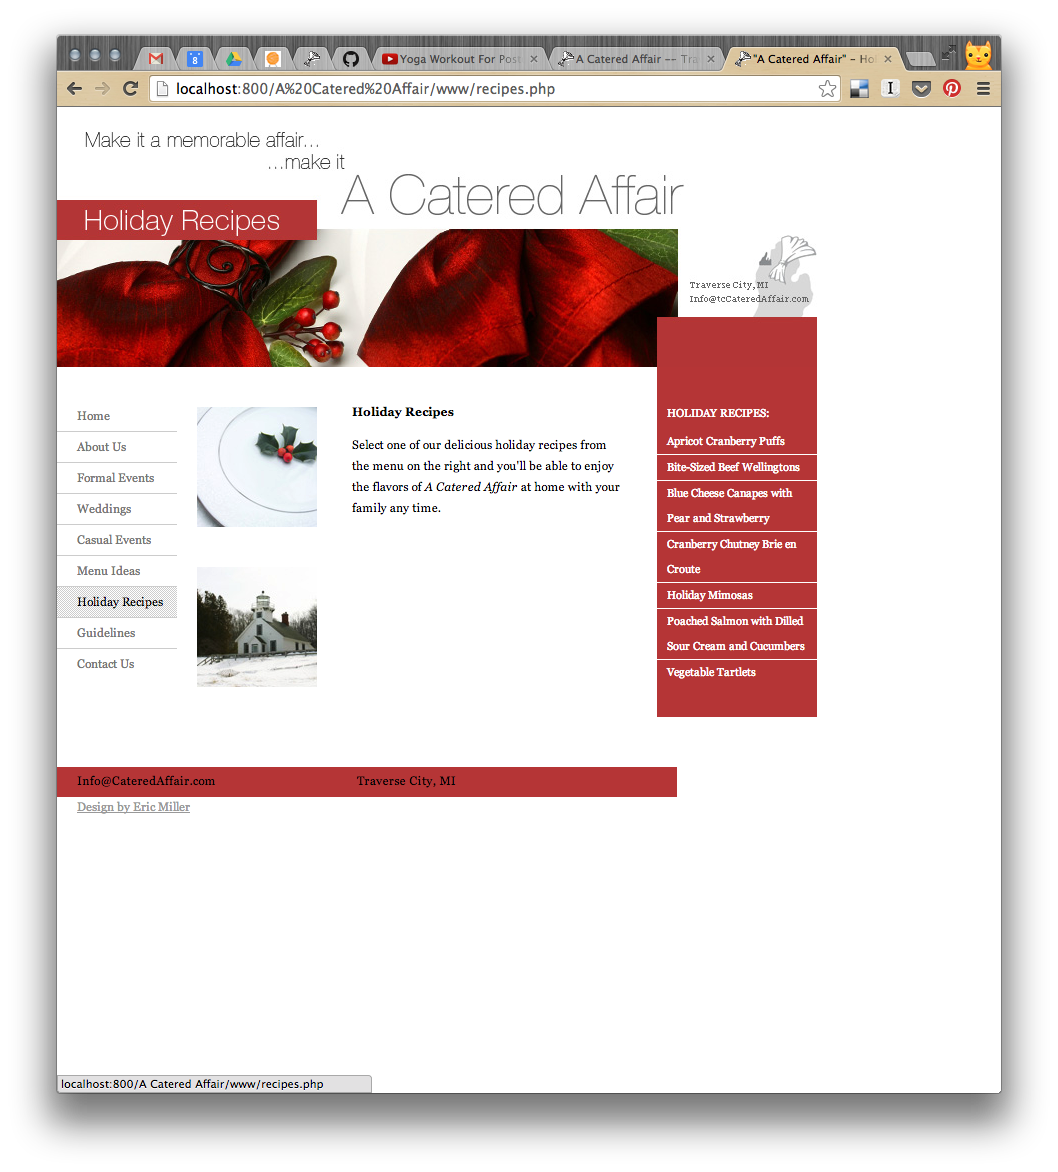 8
Yoga Workout For Post
A Catered Affair -- Tra
"A Catered Affair" – Ho
localhost:800/A%20Catered%20Affair/www/recipes.php
Make it a memorable affair...
...make it
A Catered Affair
Holiday Recipes
Traverse City, MI
Info@tcCateredAffair.com
Home
About Us
Formal Events
Weddings
Casual Events
Menu Ideas
Holiday Recipes
Guidelines
Contact Us
Holiday Recipes
Select one of our delicious holiday recipes from
the menu on the right and you'll be able to enjoy
the flavors of A Catered Affair at home with your
family any time.
HOLIDAY RECIPES:
Apricot Cranberry Puffs
Bite-Sized Beef Wellingtons
Blue Cheese Canapes with
Pear and Strawberry
Cranberry Chutney Brie en
Croute
Holiday Mimosas
Poached Salmon with Dilled
Sour Cream and Cucumbers
Vegetable Tartlets
Info@CateredAffair.com
Traverse City, MI
Design by Eric Miller
localhost:800/A Catered Affair/www/recipes.php